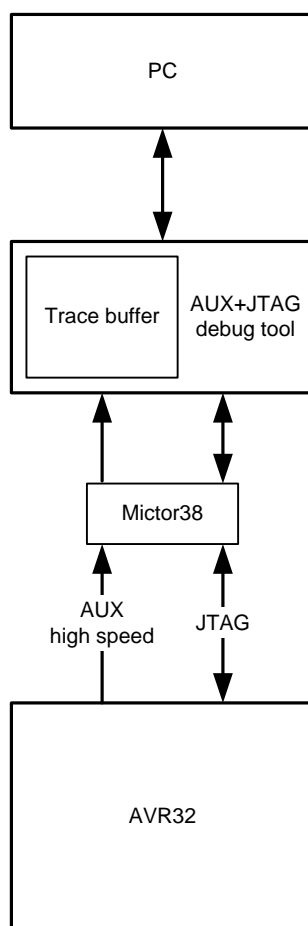 PC
Trace buffer
AUX+JTAG
debug tool
Mictor38
AUX
high speed
JTAG
AVR32